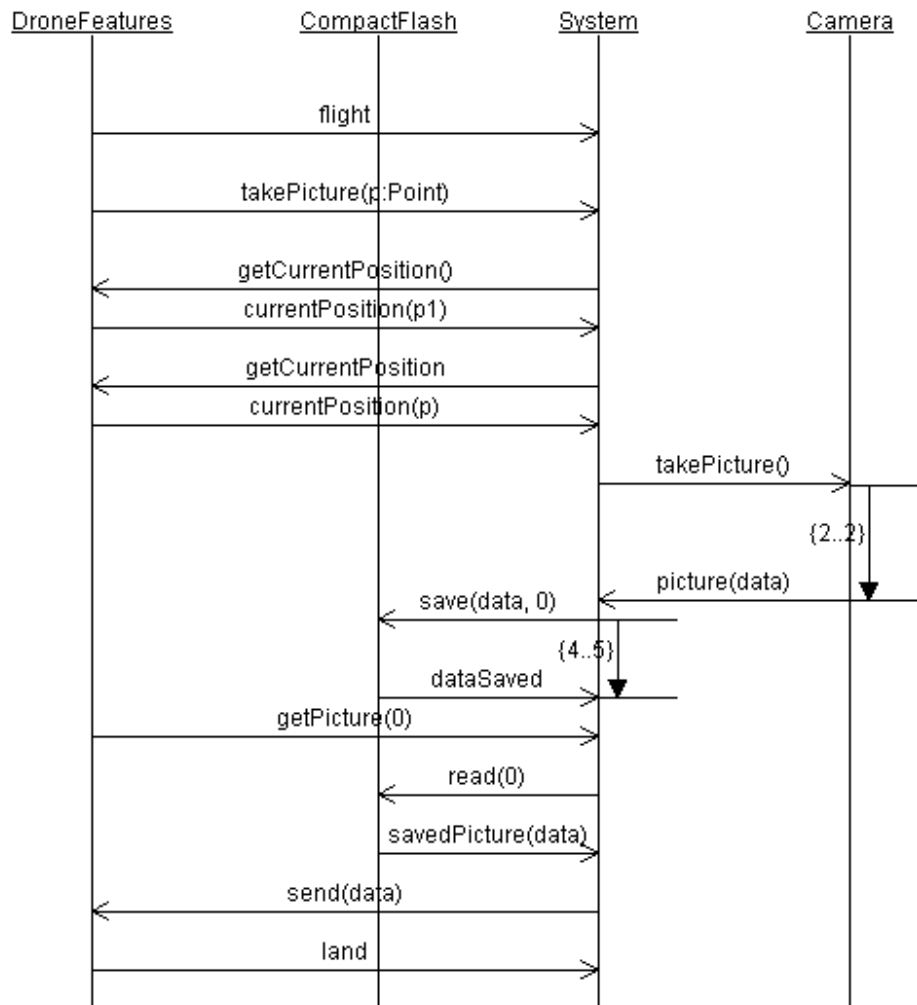 DroneFeatures CompactFlash System Camera
flight
takePicture(p:Point)
getCurrentPosition()
currentPosition(p1)
getCurrentPosition
currentPosition(p)
takePicture()
{2..2}
picture(data)
save(data, 0)
{4..5}
dataSaved
getPicture(0)
read(0)
savedPicture(data)
send(data)
land